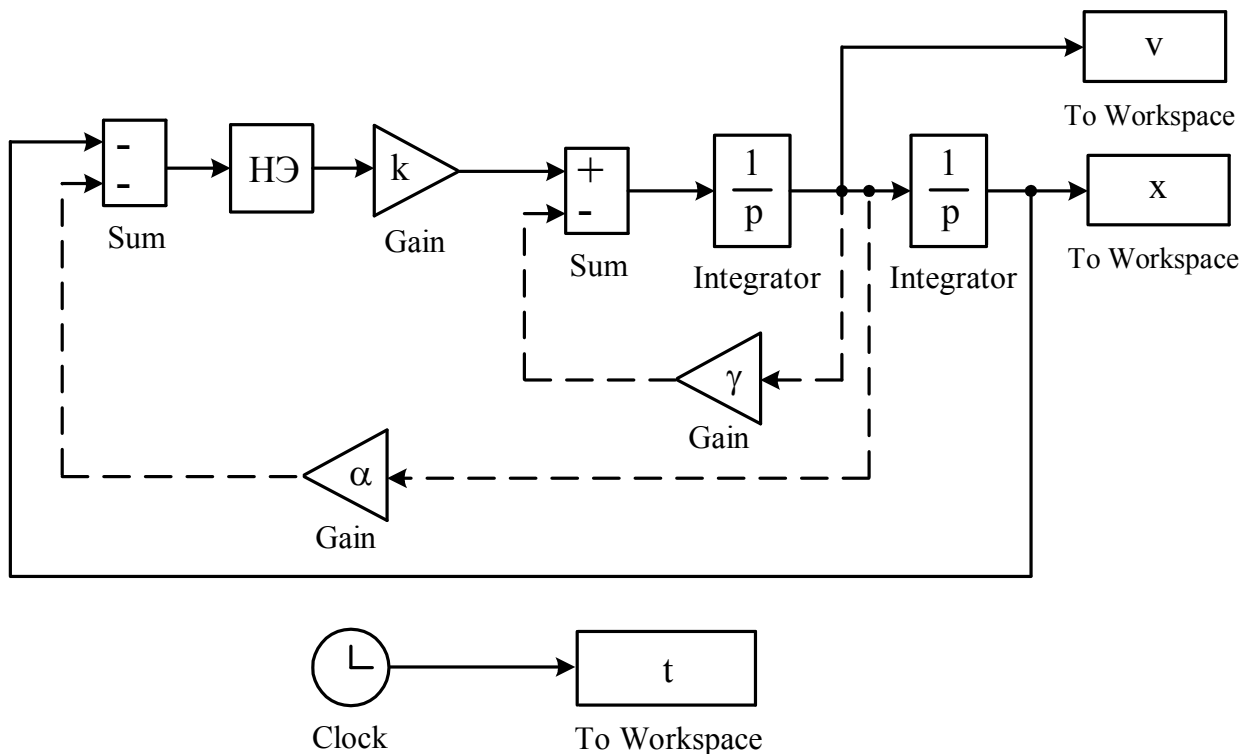 v
To Workspace
-
-
Sum
НЭ
k
Gain
+
-
Sum
1
p
Integrator
1
p
Integrator
x
To Workspace
γ
Gain
α
Gain
Clock
t
To Workspace